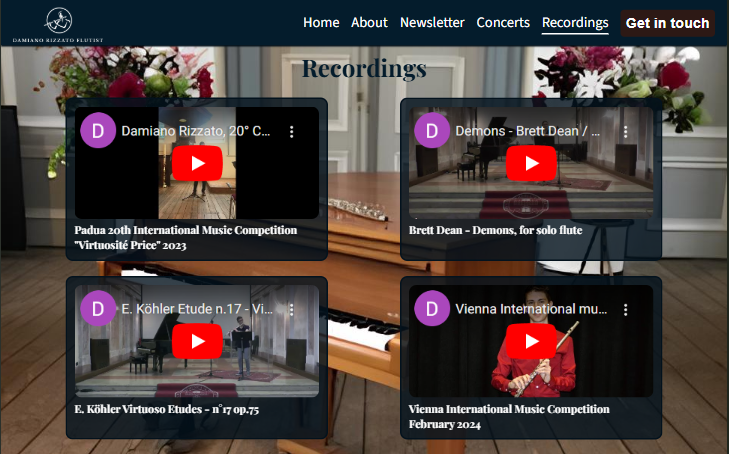 DAMIANO RIZZATO FLUTIST
Home About Newsletter Concerts Recordings Get in touch
Recordings
D Damiano Rizzato, 20° C...
Padua 20th International Music Competition
"Virtuosité Price" 2023
D Demons - Brett Dean / ...
Brett Dean - Demons, for solo flute
D E. Köhler Etude n.17 - Vi...
E. Köhler Virtuoso Etudes - n°17 op.75
D Vienna International mu...
Vienna International Music Competition
February 2024